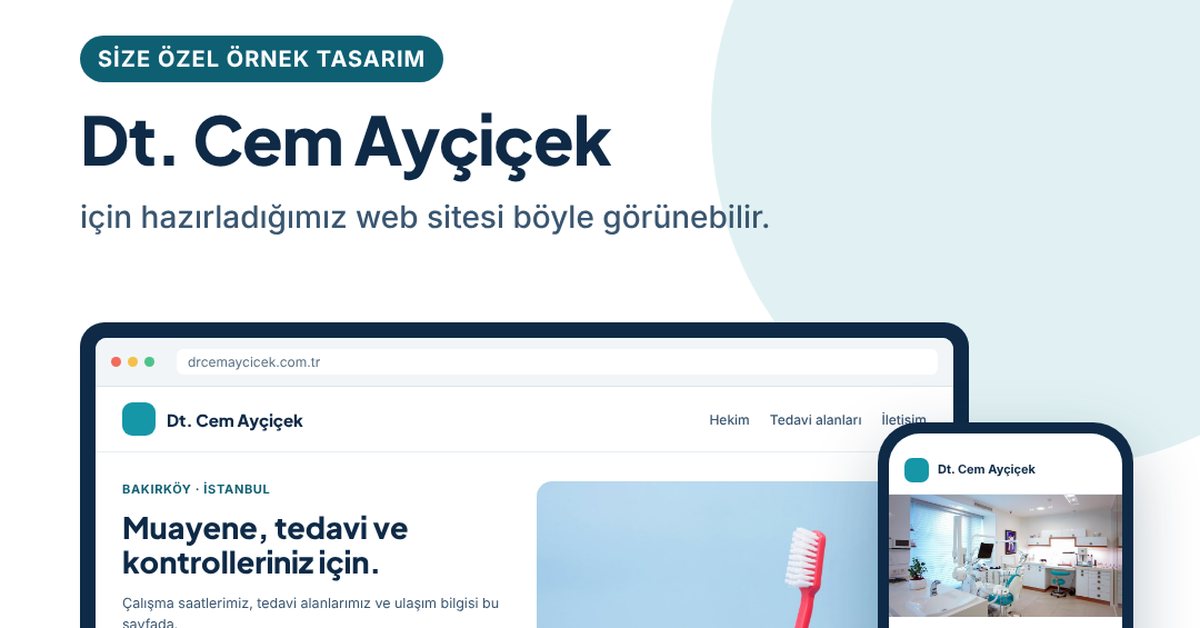 SİZE ÖZEL ÖRNEK TASARIM
Dt. Cem Ayçiçek
için hazırladığımız web sitesi böyle görünebilir.
drcemaycicek.com.tr
Dt. Cem Ayçiçek
Hekim Tedavi alanları İletişim
Dt. Cem Ayçiçek
BAKIRKÖY · İSTANBUL
Muayene, tedavi ve
kontrolleriniz için.
Çalışma saatlerimiz, tedavi alanlarımız ve ulaşım bilgisi bu
sayfada.